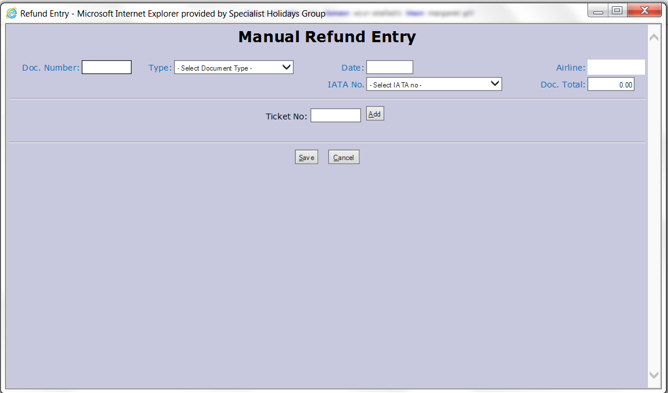 Refund Entry - Microsoft Internet Explorer provided by Specialist Holidays Group
Manual Refund Entry
Doc. Number: Type: - Select Document Type - Date: Airline:
IATA No. - Select IATA no - Doc. Total: 0.00
Ticket No: Add
Save Cancel